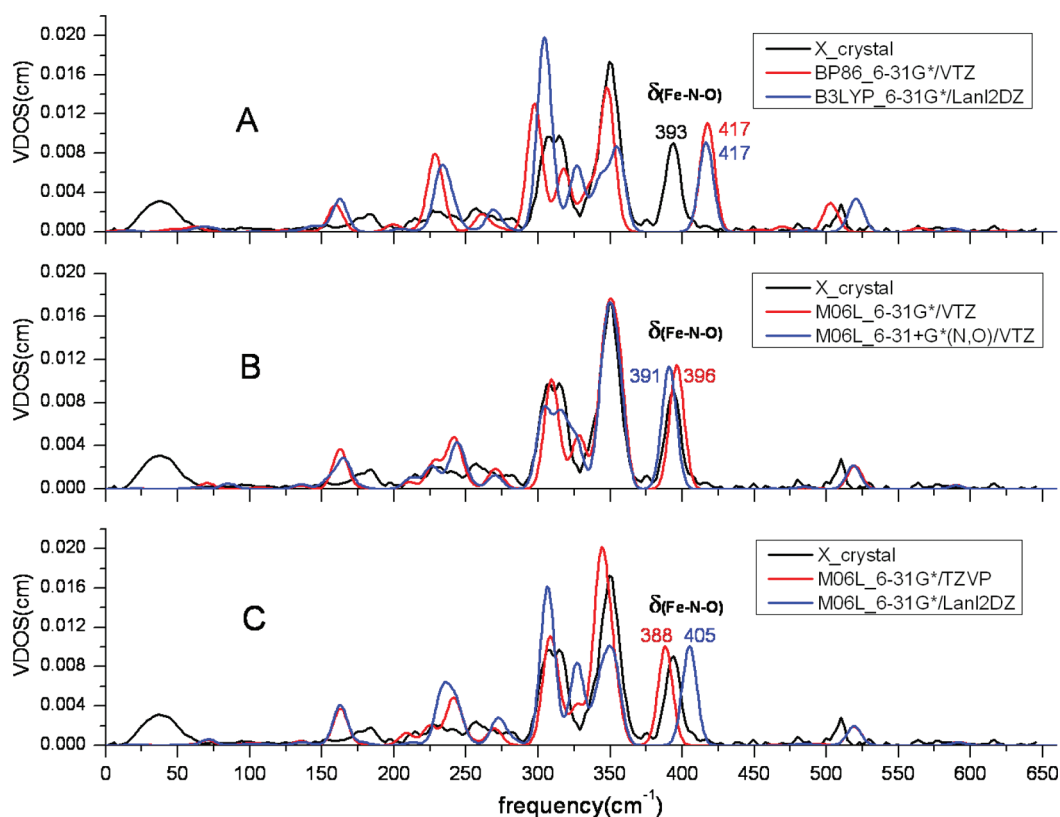 0.020
0.016
0.012
0.008
0.004
0.000
VDOS(cm)
A
X_crystal
BP86_6-31G*/VTZ
B3LYP_6-31G*/Lanl2DZ
δ(Fe-N-O)
393
417
417
0.020
0.016
0.012
0.008
0.004
0.000
VDOS(cm)
B
X_crystal
M06L_6-31G*/VTZ
M06L_6-31+G*(N,O)/VTZ
δ(Fe-N-O)
391
396
0.020
0.016
0.012
0.008
0.004
0.000
VDOS(cm)
C
X_crystal
M06L_6-31G*/TZVP
M06L_6-31G*/Lanl2DZ
δ(Fe-N-O)
388
405
0 50 100 150 200 250 300 350 400 450 500 550 600 650
frequency(cm⁻¹)